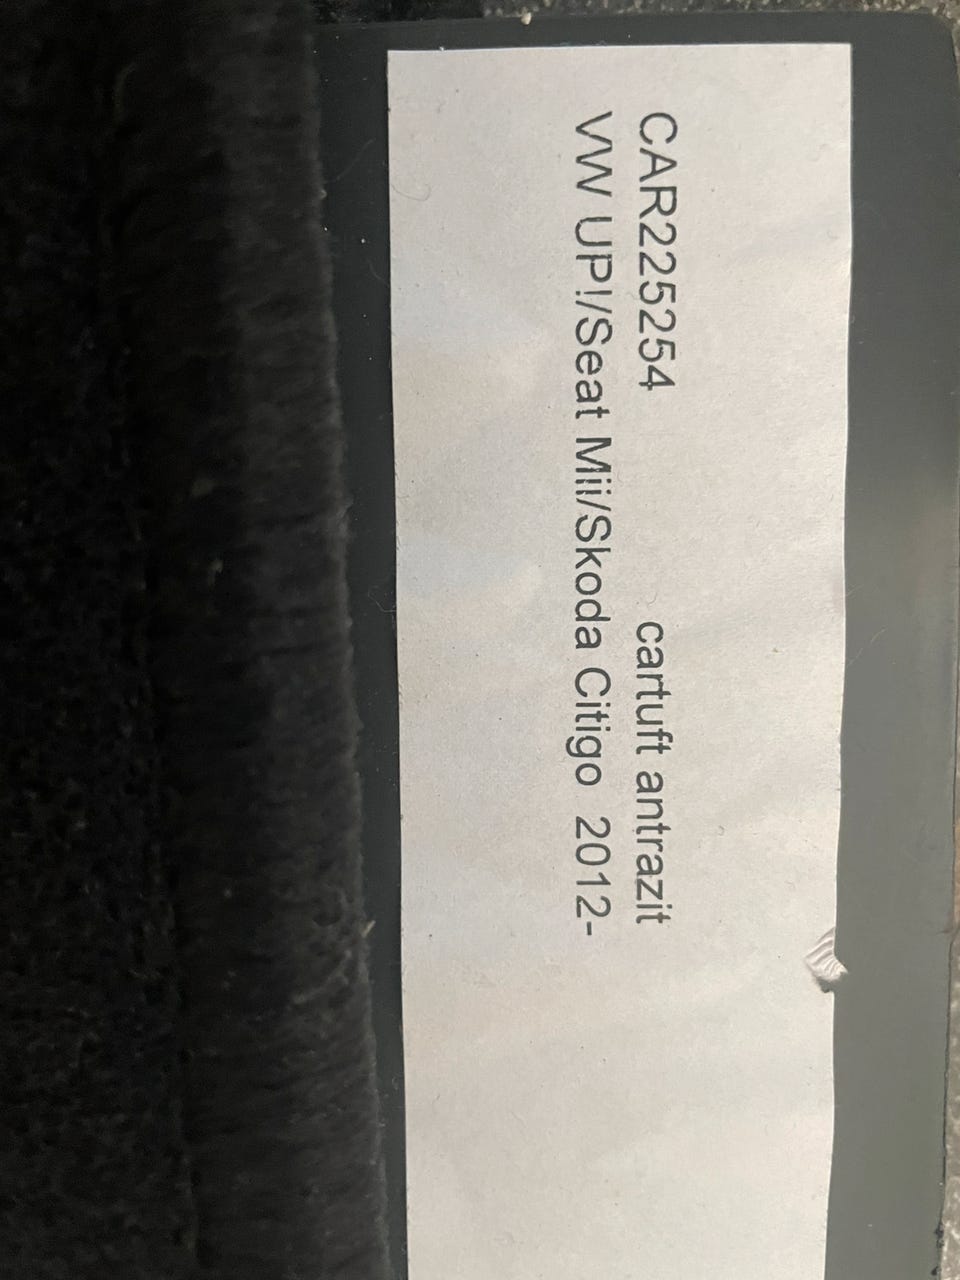 CAR225254 cartuft antrazit
VW UP!/Seat Mii/Skoda Citigo 2012-